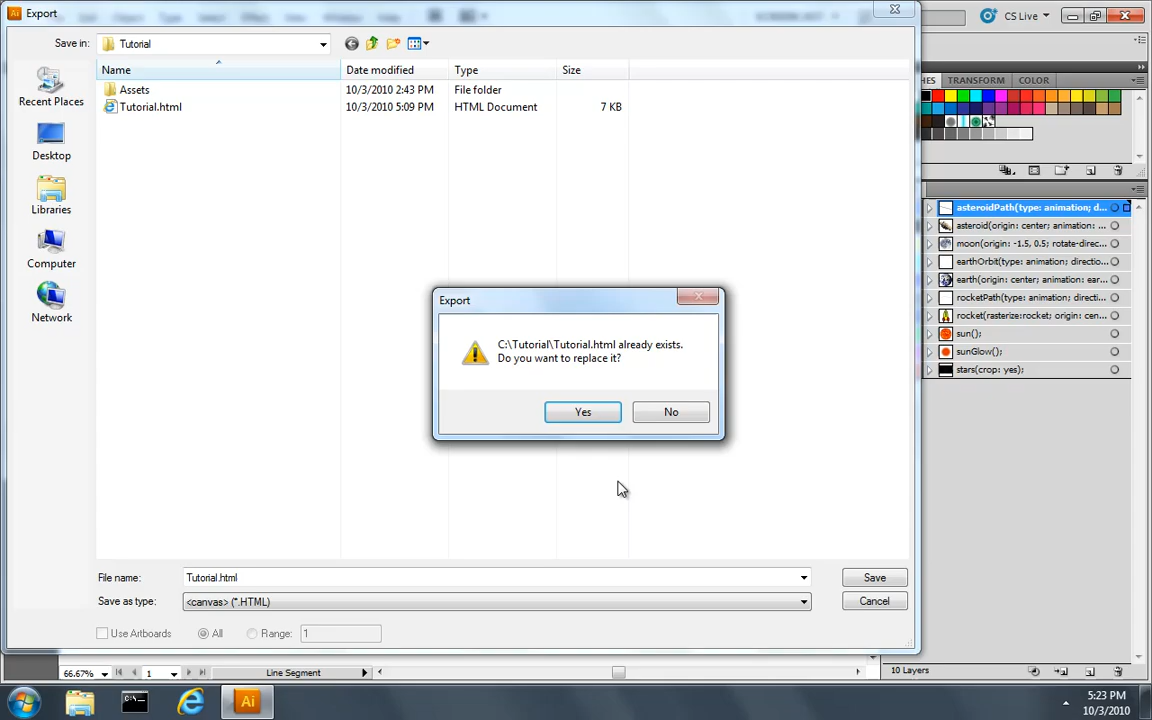 Export
CS Live
Save in:
Tutorial
Name
Date modified
Type
Size
Assets
10/3/2010 2:43 PM
File folder
Tutorial.html
10/3/2010 5:09 PM
HTML Document
7 KB
Recent Places
Desktop
Libraries
Computer
Network
HES
TRANSFORM
COLOR
asteroidPath(type: animation; d...
asteroid(origin: center; animation: ...
moon(origin: -1.5, 0.5; rotate-direc...
earthOrbit(type: animation; directio...
earth(origin: center; animation: ear...
rocketPath(type: animation; directi...
rocket(rasterize:rocket; origin: cen...
sun();
sunGlow();
stars(crop: yes);
Export
C:\Tutorial\Tutorial.html already exists.
Do you want to replace it?
Yes
No
File name:
Tutorial.html
Save
Save as type:
<canvas> (*.HTML)
Cancel
Use Artboards
All
Range:
1
66.67%
1
Line Segment
10 Layers
Ai
5:23 PM
10/3/2010